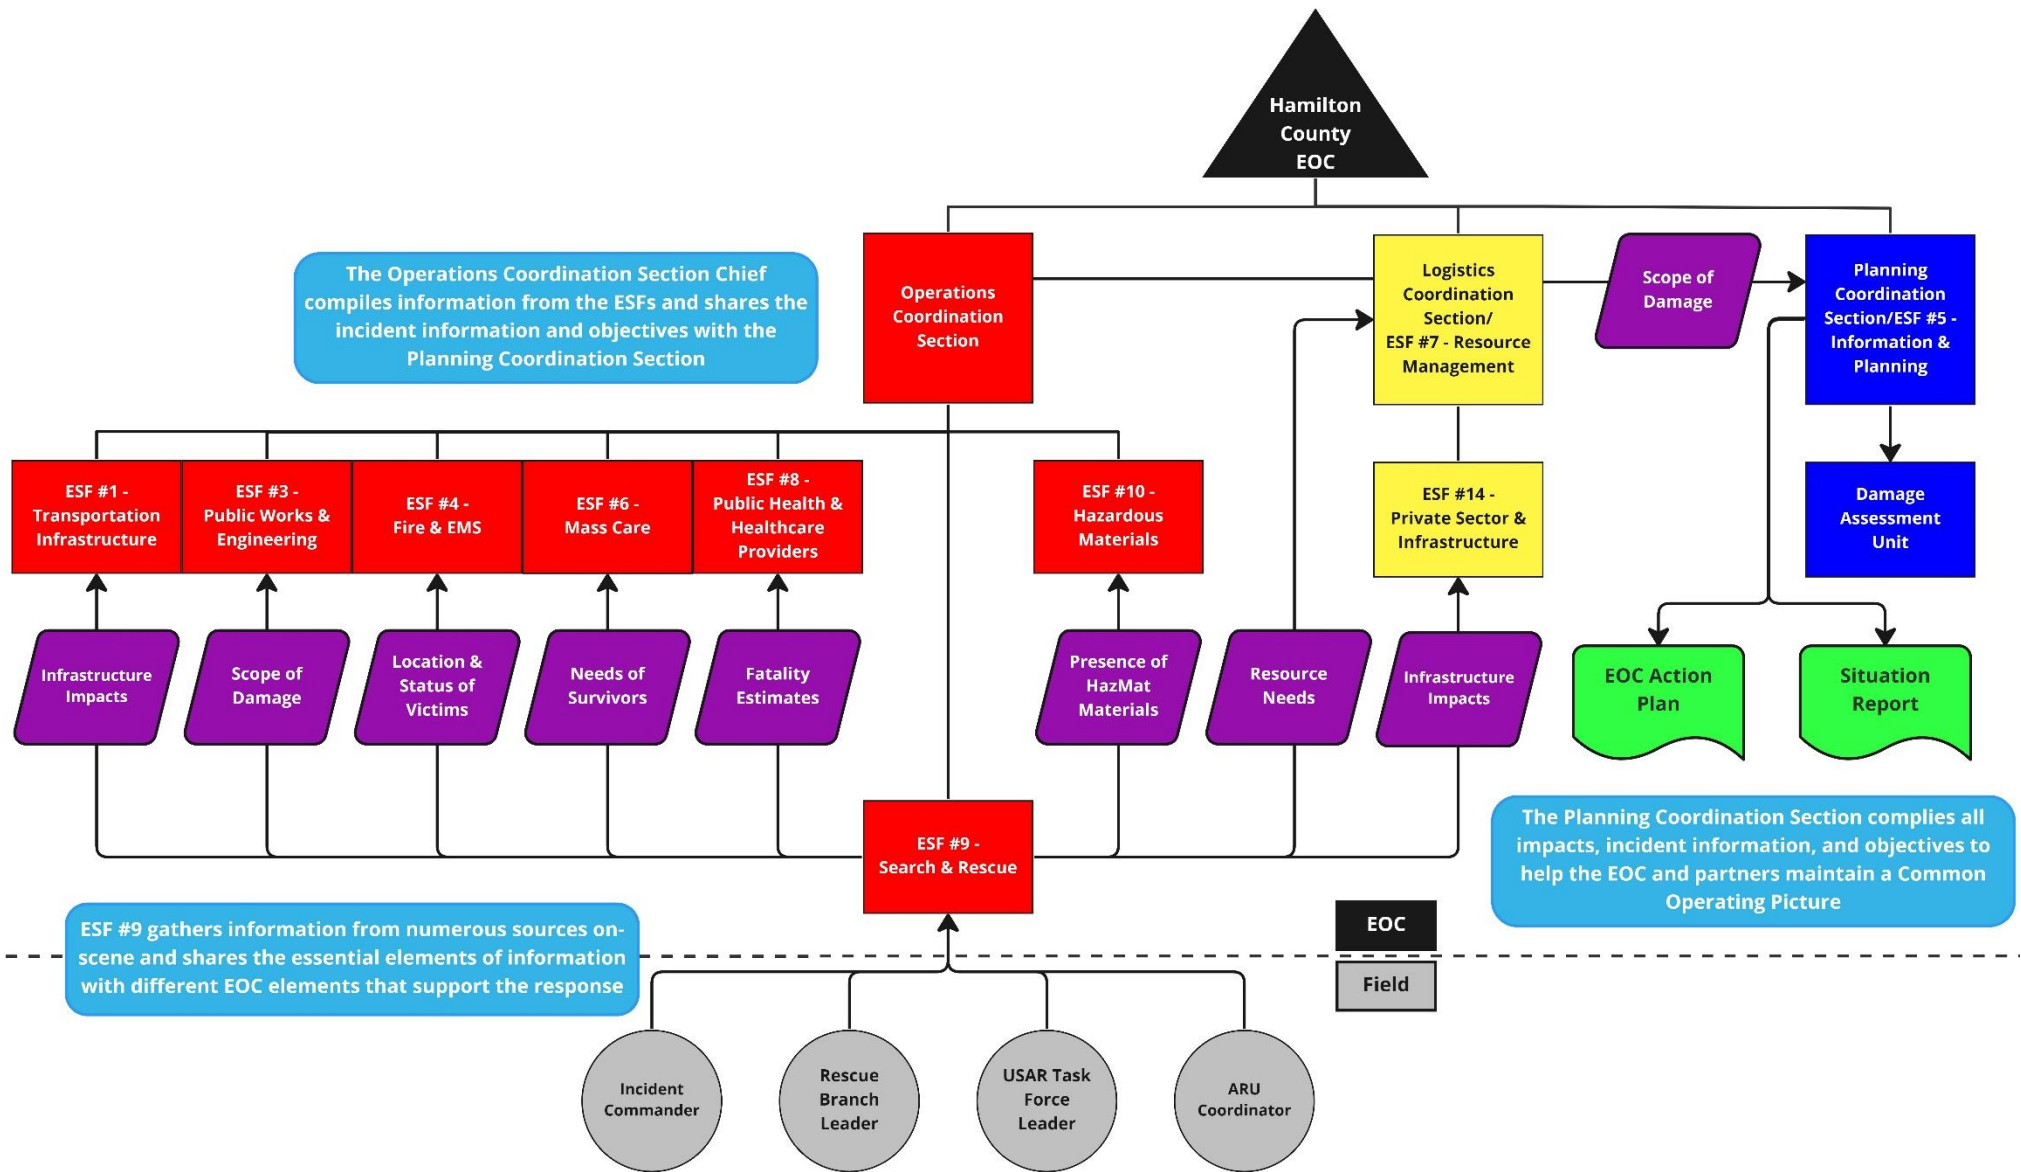 Hamilton
County
EOC
The Operations Coordination Section Chief
compiles information from the ESFs and shares the
incident information and objectives with the
Planning Coordination Section
Operations
Coordination
Section
Logistics
Coordination
Section/
ESF #7 - Resource
Management
Scope of
Damage
Planning
Coordination
Section/ESF #5 -
Information &
Planning
ESF #1 -
Transportation
Infrastructure
ESF #3 -
Public Works &
Engineering
ESF #4 -
Fire & EMS
ESF #6 -
Mass Care
ESF #8 -
Public Health &
Healthcare
Providers
ESF #10 -
Hazardous
Materials
ESF #14 -
Private Sector &
Infrastructure
Damage
Assessment
Unit
Infrastructure
Impacts
Scope of
Damage
Location &
Status of
Victims
Needs of
Survivors
Fatality
Estimates
Presence of
HazMat
Materials
Resource
Needs
Infrastructure
Impacts
EOC Action
Plan
Situation
Report
ESF #9 -
Search & Rescue
The Planning Coordination Section complies all
impacts, incident information, and objectives to
help the EOC and partners maintain a Common
Operating Picture
ESF #9 gathers information from numerous sources on-
scene and shares the essential elements of information
with different EOC elements that support the response
EOC
Field
Incident
Commander
Rescue
Branch
Leader
USAR Task
Force
Leader
ARU
Coordinator